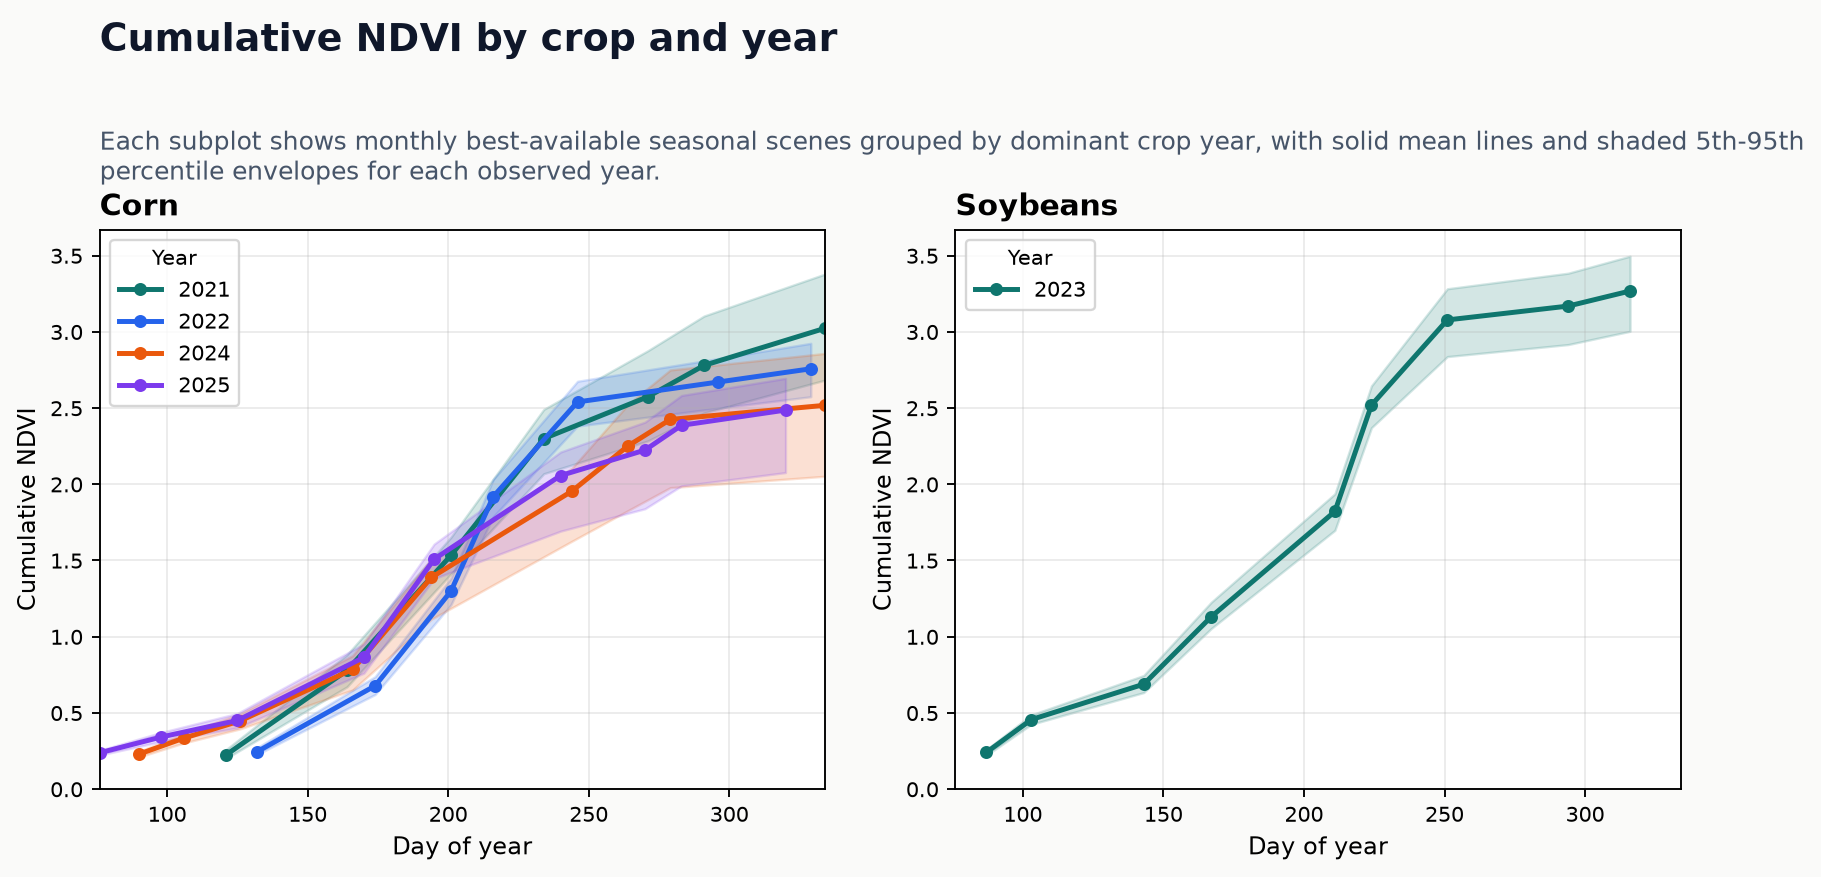 Cumulative NDVI by crop and year
Each subplot shows monthly best-available seasonal scenes grouped by dominant crop year, with solid mean lines and shaded 5th-95th
percentile envelopes for each observed year.
Corn
Year
2021
2022
2024
2025
3.5
3.0
2.5
2.0
1.5
1.0
0.5
0.0
Cumulative NDVI
100 150 200 250 300
Day of year
Soybeans
Year
2023
3.5
3.0
2.5
2.0
1.5
1.0
0.5
0.0
Cumulative NDVI
100 150 200 250 300
Day of year